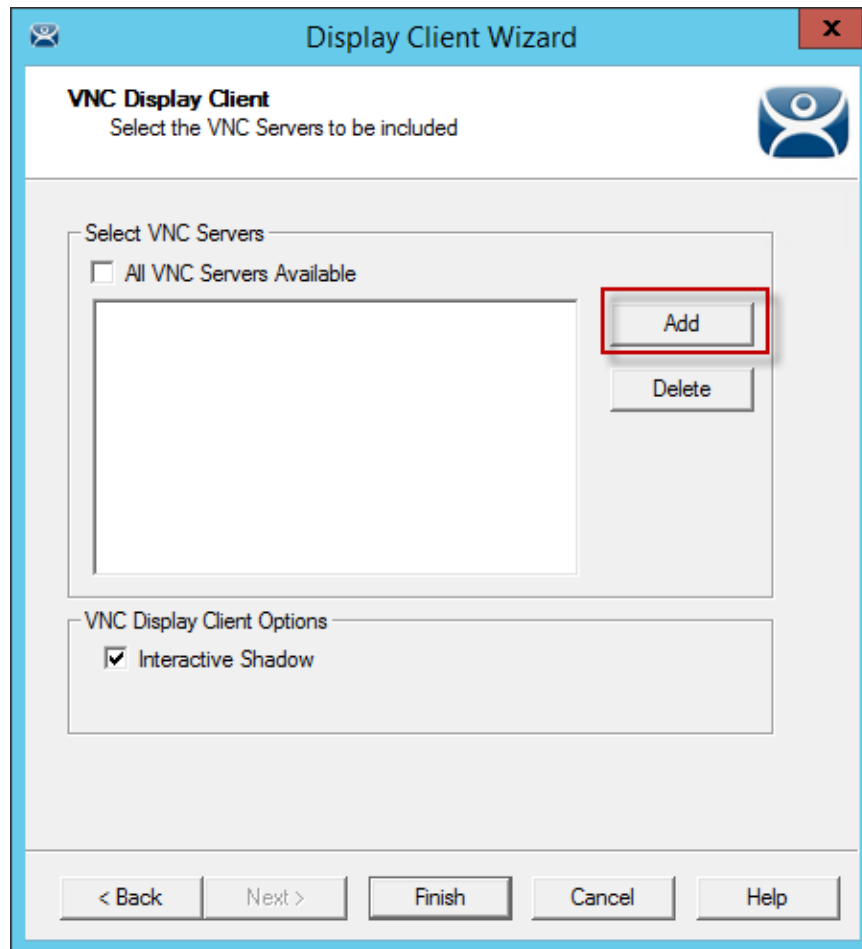 Display Client Wizard
x
VNC Display Client
Select the VNC Servers to be included
Select VNC Servers
All VNC Servers Available
Add
Delete
VNC Display Client Options
Interactive Shadow
< Back Next > Finish Cancel Help